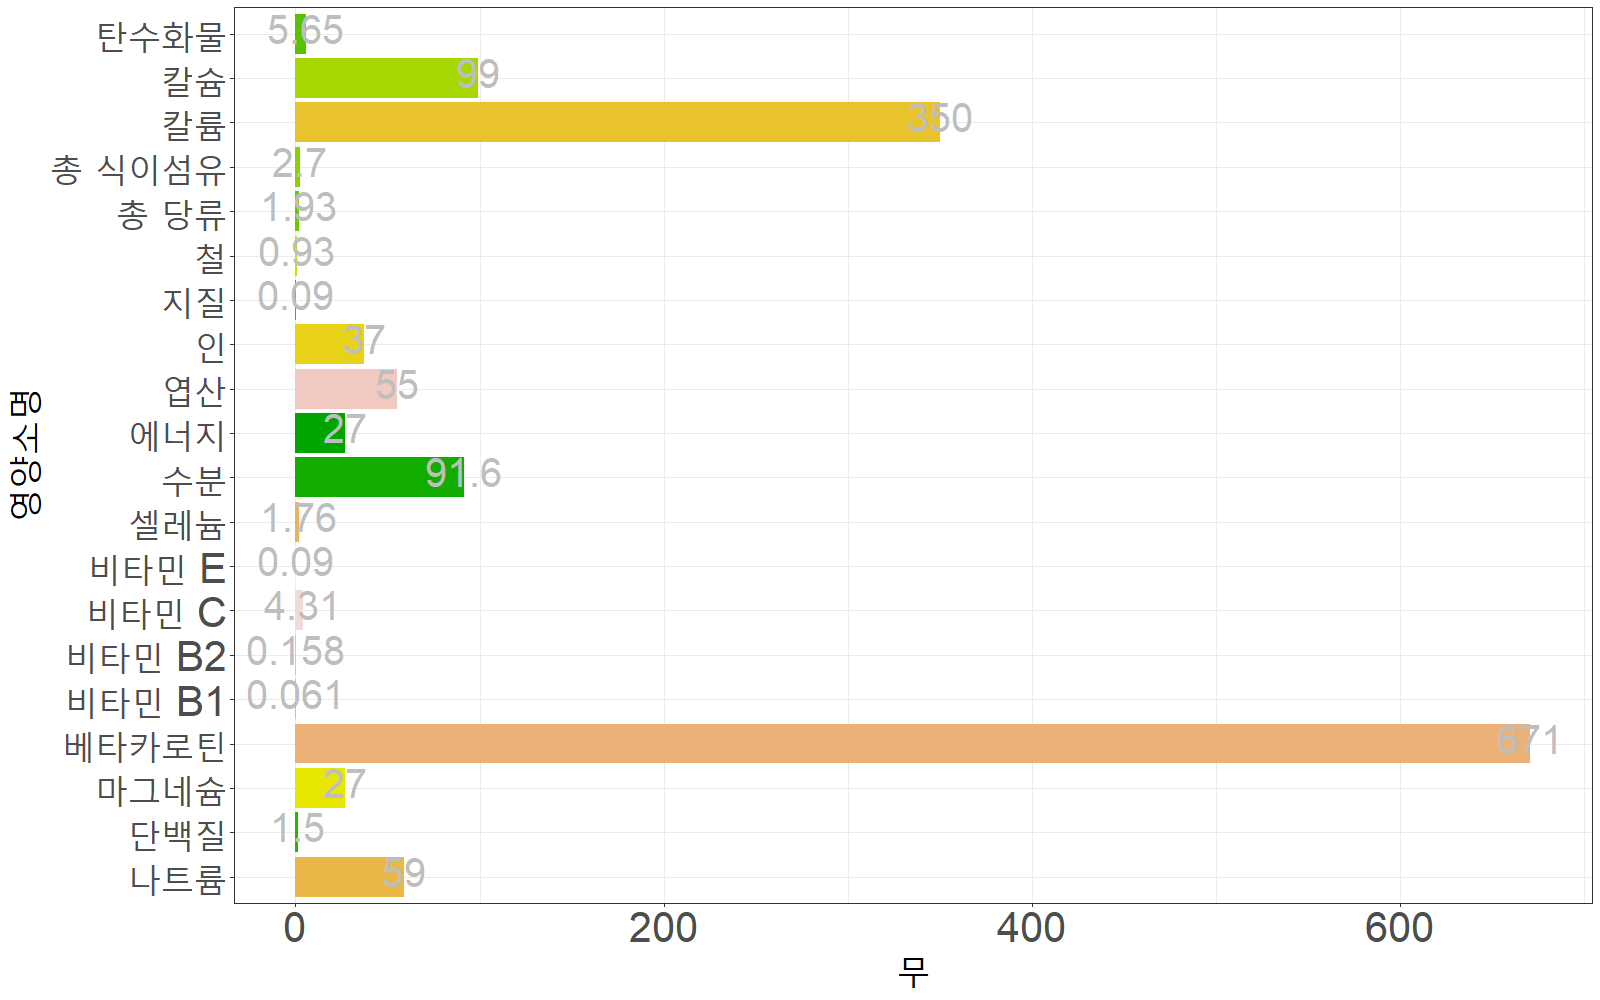 탄수화물 5.65
칼슘 99
칼륨 350
총 식이섬유 2.7
총 당류 1.93
철 0.93
지질 0.09
인 37
엽산 55
에너지 27
수분 91.6
셀레늄 1.76
비타민 E 0.09
비타민 C 4.31
비타민 B2 0.158
비타민 B1 0.061
베타카로틴 671
마그네슘 27
단백질 1.5
나트륨 59
영양소명
0 200 400 600
무